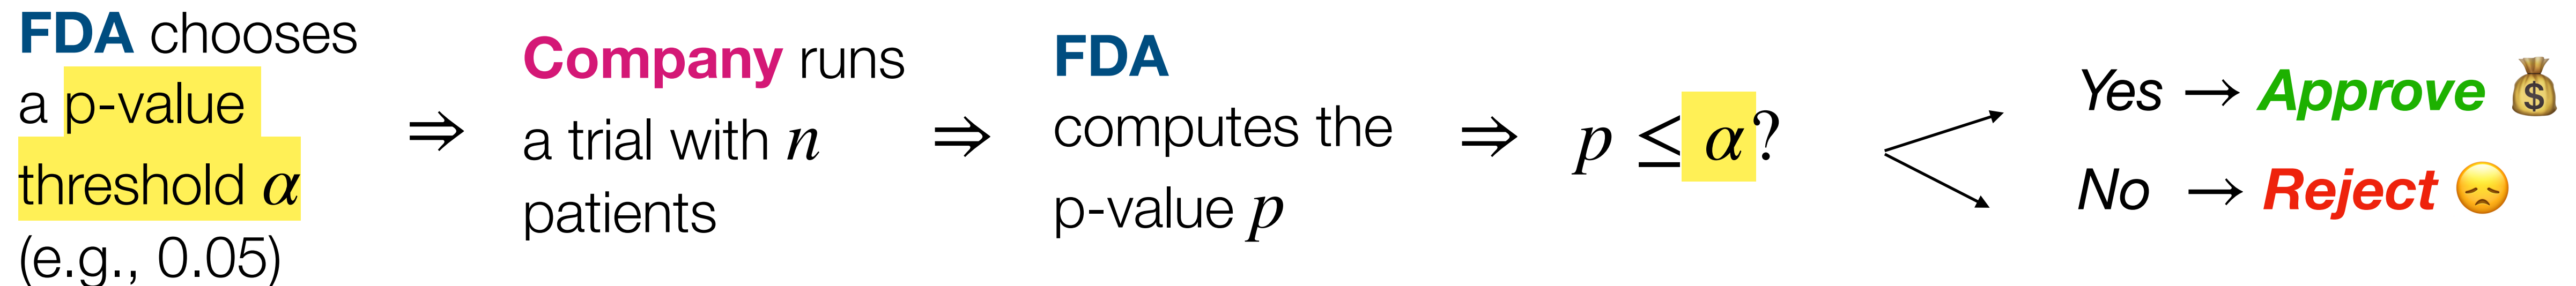 FDA chooses
a p-value
threshold α
(e.g., 0.05)
⇒
Company runs
a trial with n
patients
⇒
FDA
computes the
p-value p
⇒
p ≤ α?
Yes → Approve 💰
No → Reject 😞